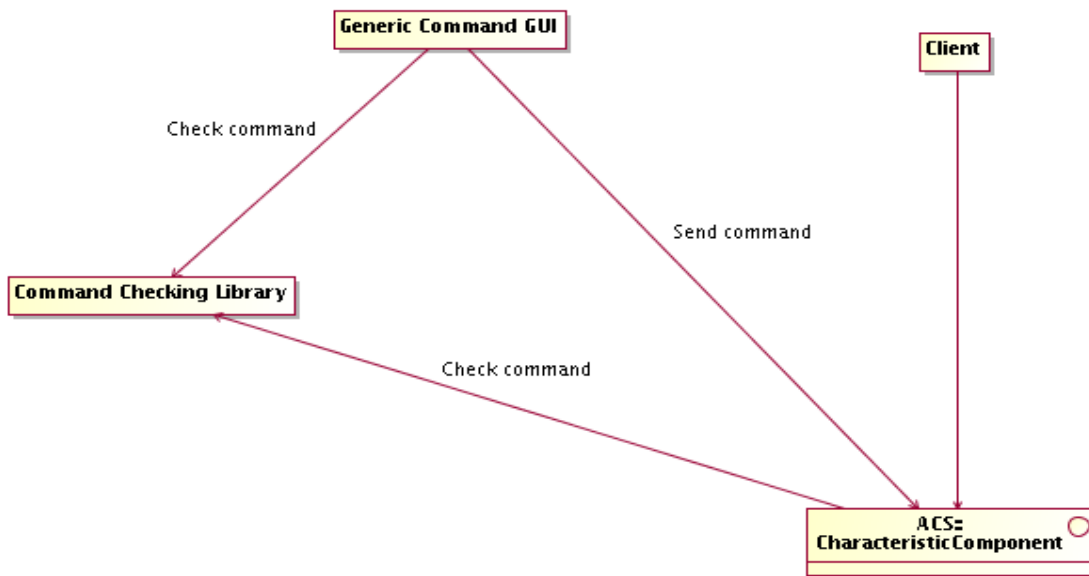 Generic Command GUI
Client
Check command
Send command
Command Checking Library
Check command
ACS::
CharacteristicComponent